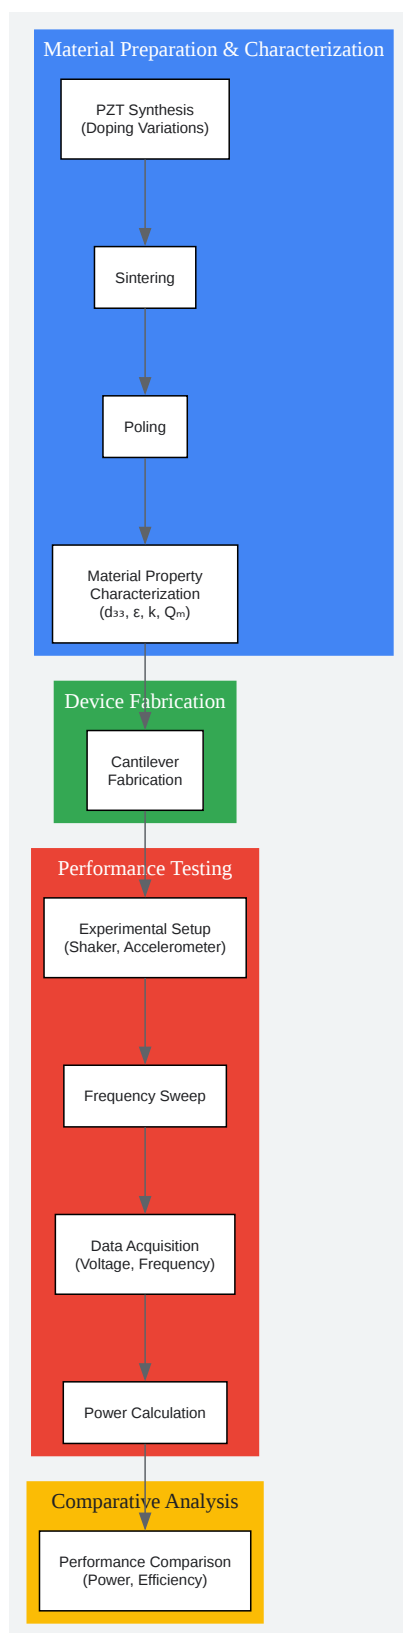 Material Preparation & Characterization
PZT Synthesis
(Doping Variations)
Sintering
Poling
Material Property
Characterization
(d₃₃, ε, k, Qₘ)
Device Fabrication
Cantilever
Fabrication
Performance Testing
Experimental Setup
(Shaker, Accelerometer)
Frequency Sweep
Data Acquisition
(Voltage, Frequency)
Power Calculation
Comparative Analysis
Performance Comparison
(Power, Efficiency)